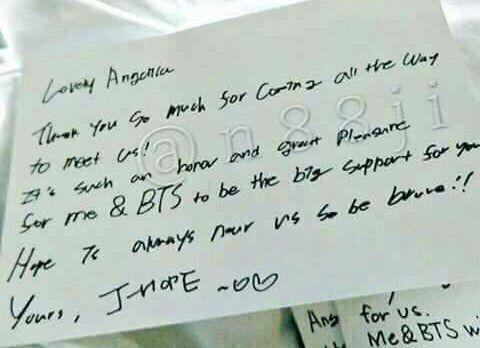 Lovely Angelica
Thank you so much for coming all the way
to meet us!
It's such an honor and great pleasure
for me & BTS to be the big support for you
Hope is always near us so be brave!!
Yours, J-HOPE ~♡♡
@n88ji
Ang
for us.
Me&BTS wi